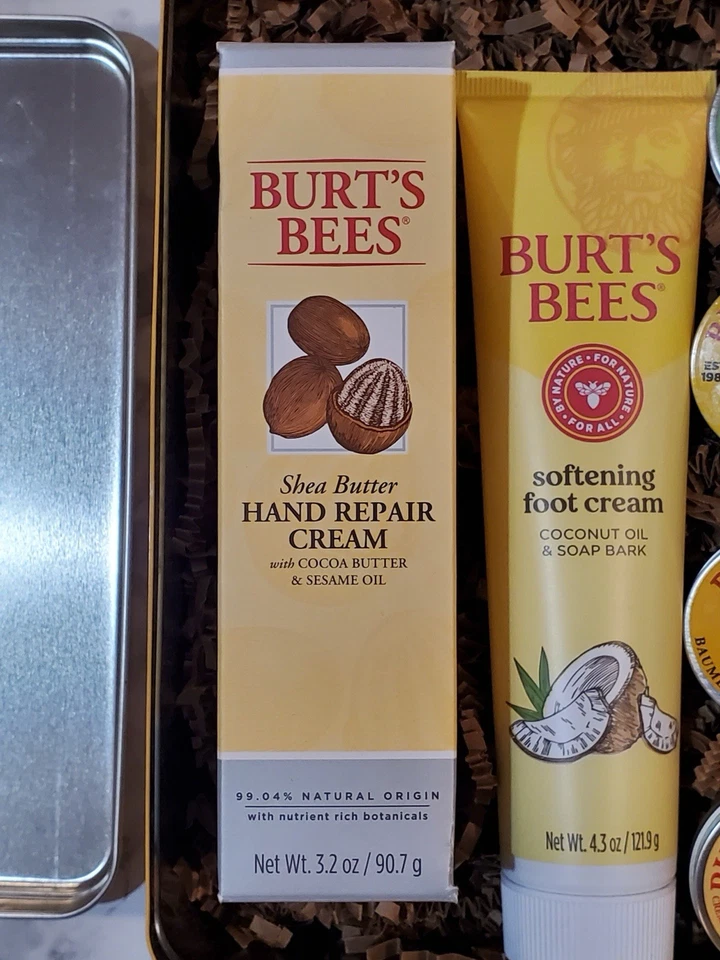 BURT'S
BEES®
Shea Butter
HAND REPAIR
CREAM
with COCOA BUTTER
& SESAME OIL
99.04% NATURAL ORIGIN
with nutrient rich botanicals
Net Wt. 3.2 oz / 90.7 g
BURT'S
BEES®
BY NATURE • FOR NATURE • FOR ALL •
softening
foot cream
COCONUT OIL
& SOAP BARK
Net Wt. 4.3 oz / 121.9 g
BAUME